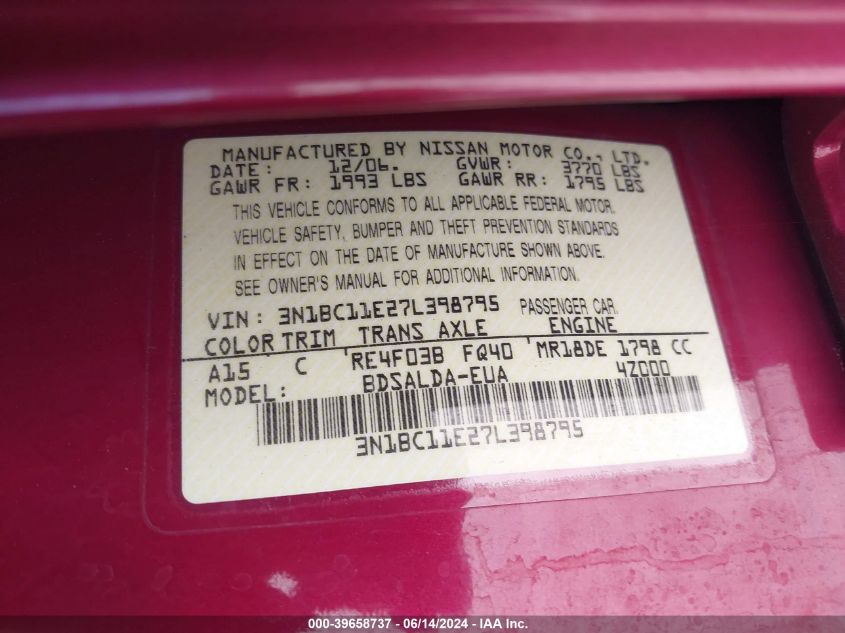 MANUFACTURED BY NISSAN MOTOR CO., LTD.
DATE: 12/06. GVWR: 3770 LBS
GAWR FR: 1993 LBS GAWR RR: 1795 LBS
THIS VEHICLE CONFORMS TO ALL APPLICABLE FEDERAL MOTOR.
VEHICLE SAFETY, BUMPER AND THEFT PREVENTION STANDARDS
IN EFFECT ON THE DATE OF MANUFACTURE SHOWN ABOVE.
SEE OWNER'S MANUAL FOR ADDITIONAL INFORMATION.
VIN: 3N1BC11E27L398795 PASSENGER CAR.
COLOR TRIM TRANS AXLE ENGINE
A15 C RE4F03B FQ40 MR18DE 1798 CC
MODEL: BDSALDA-EUA 4Z000
3N1BC11E27L398795
000-39658737 - 06/14/2024 - IAA Inc.